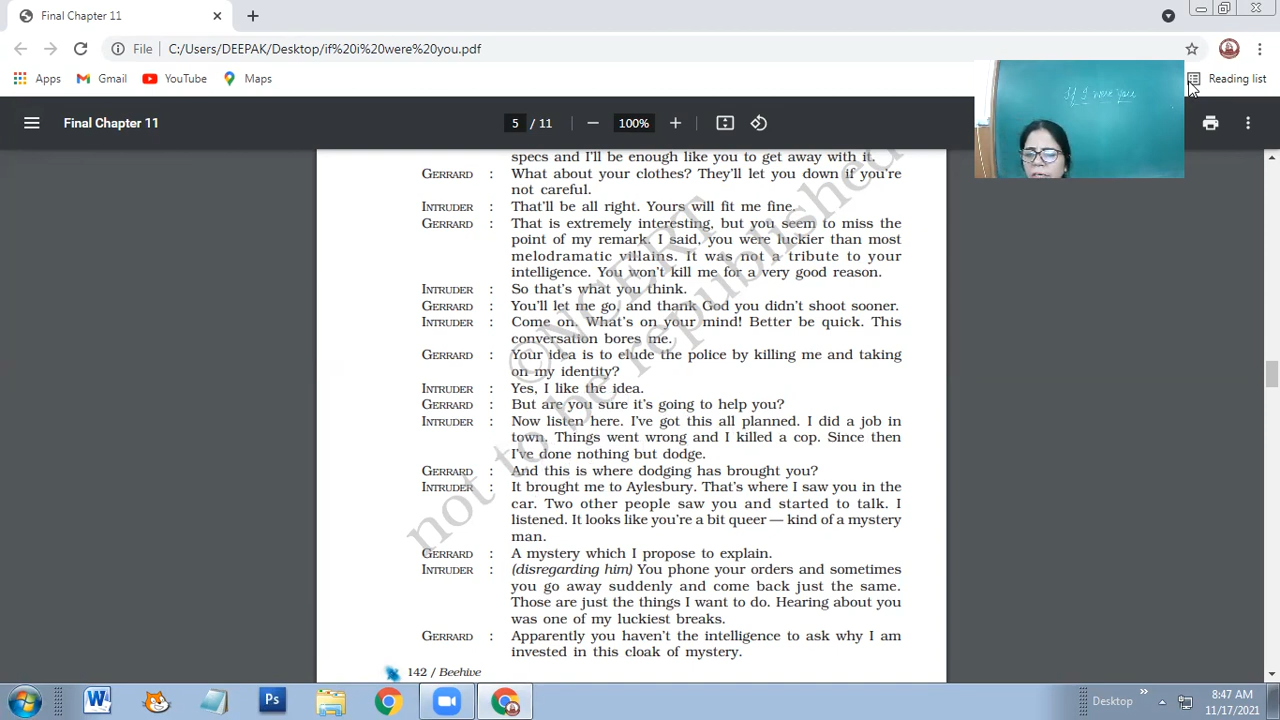 Final Chapter 11
File C:/Users/DEEPAK/Desktop/if%20i%20were%20you.pdf
Apps Gmail YouTube Maps Reading list
Final Chapter 11 5 / 11 100%
If I were you
specs and I'll be enough like you to get away with it.
GERRARD : What about your clothes? They'll let you down if you're
not careful.
INTRUDER : That'll be all right. Yours will fit me fine.
GERRARD : That is extremely interesting, but you seem to miss the
point of my remark. I said, you were luckier than most
melodramatic villains. It was not a tribute to your
intelligence. You won't kill me for a very good reason.
INTRUDER : So that's what you think.
GERRARD : You'll let me go, and thank God you didn't shoot sooner.
INTRUDER : Come on. What's on your mind! Better be quick. This
conversation bores me.
GERRARD : Your idea is to elude the police by killing me and taking
on my identity?
INTRUDER : Yes, I like the idea.
GERRARD : But are you sure it's going to help you?
INTRUDER : Now listen here. I've got this all planned. I did a job in
town. Things went wrong and I killed a cop. Since then
I've done nothing but dodge.
GERRARD : And this is where dodging has brought you?
INTRUDER : It brought me to Aylesbury. That's where I saw you in the
car. Two other people saw you and started to talk. I
listened. It looks like you're a bit queer — kind of a mystery
man.
GERRARD : A mystery which I propose to explain.
INTRUDER : (disregarding him) You phone your orders and sometimes
you go away suddenly and come back just the same.
Those are just the things I want to do. Hearing about you
was one of my luckiest breaks.
GERRARD : Apparently you haven't the intelligence to ask why I am
invested in this cloak of mystery.
142 / Beehive
©NCERT
not to be republished
Desktop
8:47 AM
11/17/2021